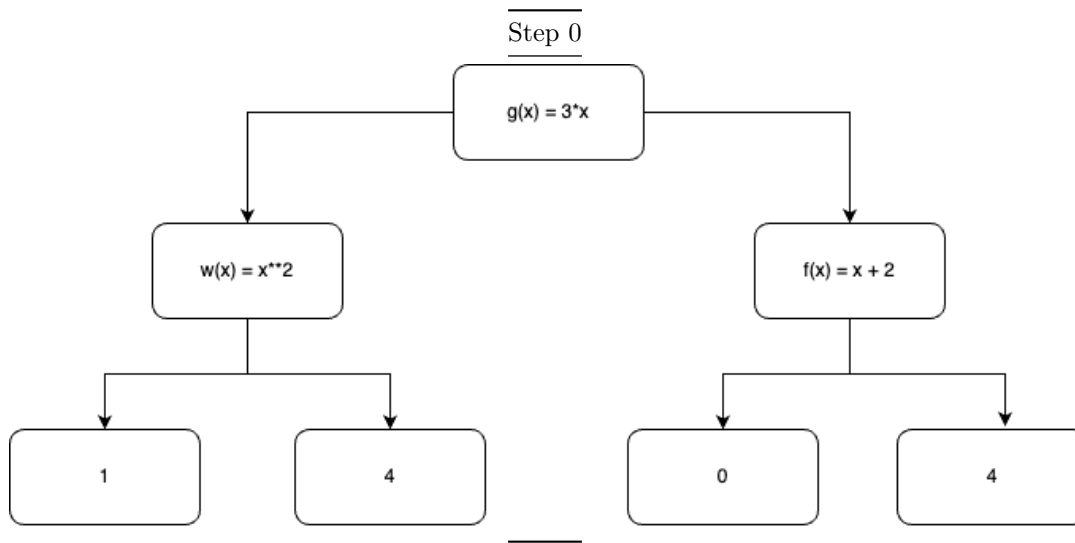 Step 0
g(x) = 3*x
w(x) = x**2
f(x) = x + 2
1
4
0
4